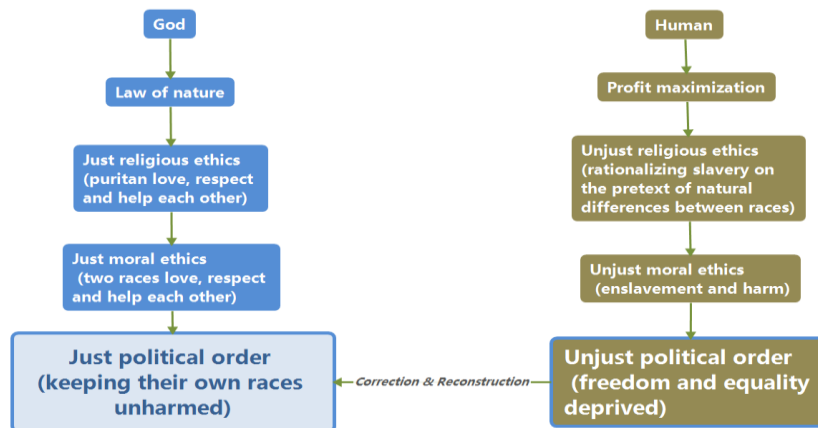 God
Law of nature
Just religious ethics
(puritan love, respect
and help each other)
Just moral ethics
(two races love, respect
and help each other)
Just political order
(keeping their own races
unharmed)
Human
Profit maximization
Unjust religious ethics
(rationalizing slavery on
the pretext of natural
differences between races)
Unjust moral ethics
(enslavement and harm)
Unjust political order
(freedom and equality
deprived)
Correction & Reconstruction